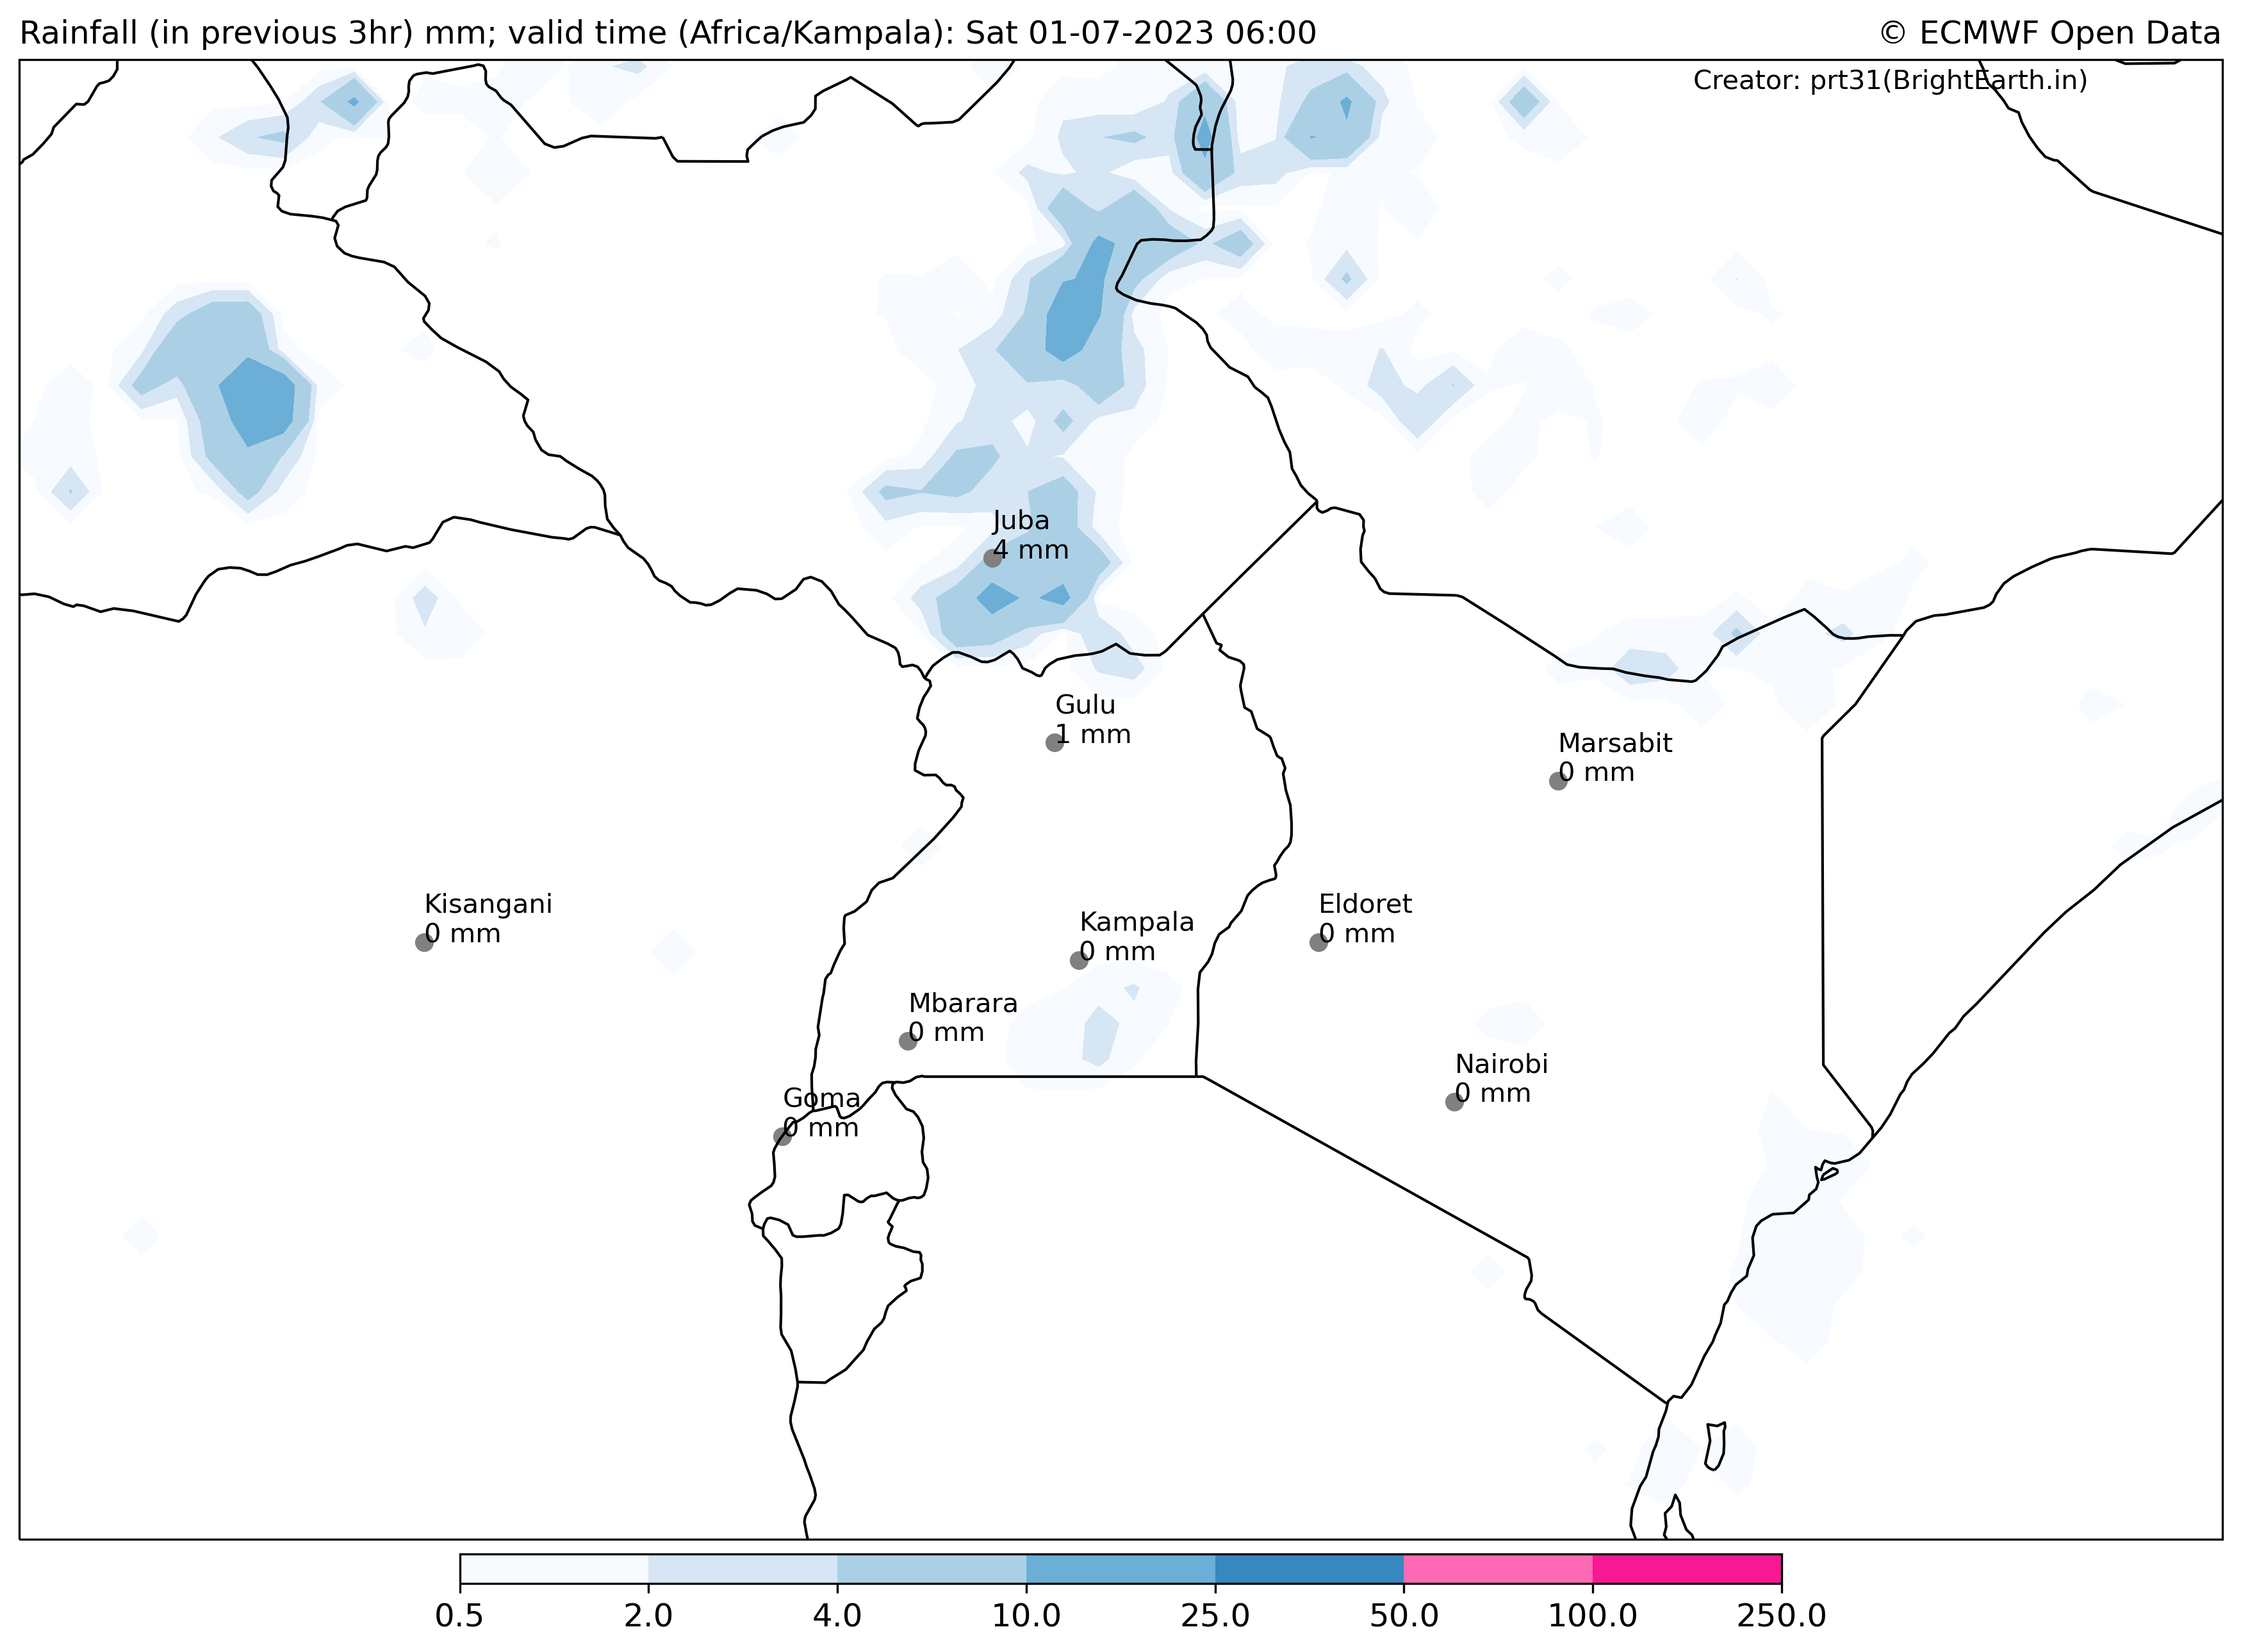 Rainfall (in previous 3hr) mm; valid time (Africa/Kampala): Sat 01-07-2023 06:00
© ECMWF Open Data
Creator: prt31(BrightEarth.in)
Juba
4 mm
Gulu
1 mm
Marsabit
0 mm
Kisangani
0 mm
Kampala
0 mm
Eldoret
0 mm
Mbarara
0 mm
Nairobi
0 mm
Goma
0 mm
0.5 2.0 4.0 10.0 25.0 50.0 100.0 250.0